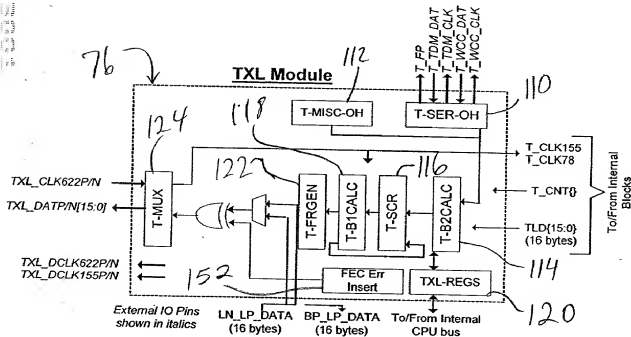 T_FP
T_TDM_DAT
T_TDM_CLK
T_WCC_DAT
T_WCC_CLK
76
TXL Module
112
110
T-MISC-OH
T-SER-OH
124
118
122
116
T_CLK155
T_CLK78
TXL_CLK622P/N
TXL_DATP/N[15:0]
T-MUX
T-FRGEN
T-B1CALC
T-SCR
T-B2CALC
T_CNT{}
TLD{15:0}
(16 bytes)
To/From Internal
Blocks
TXL_DCLK622P/N
TXL_DCLK155P/N
152
FEC Err
Insert
TXL-REGS
114
120
External IO Pins
shown in italics
LN_LP_DATA
(16 bytes)
BP_LP_DATA
(16 bytes)
To/From Internal
CPU bus